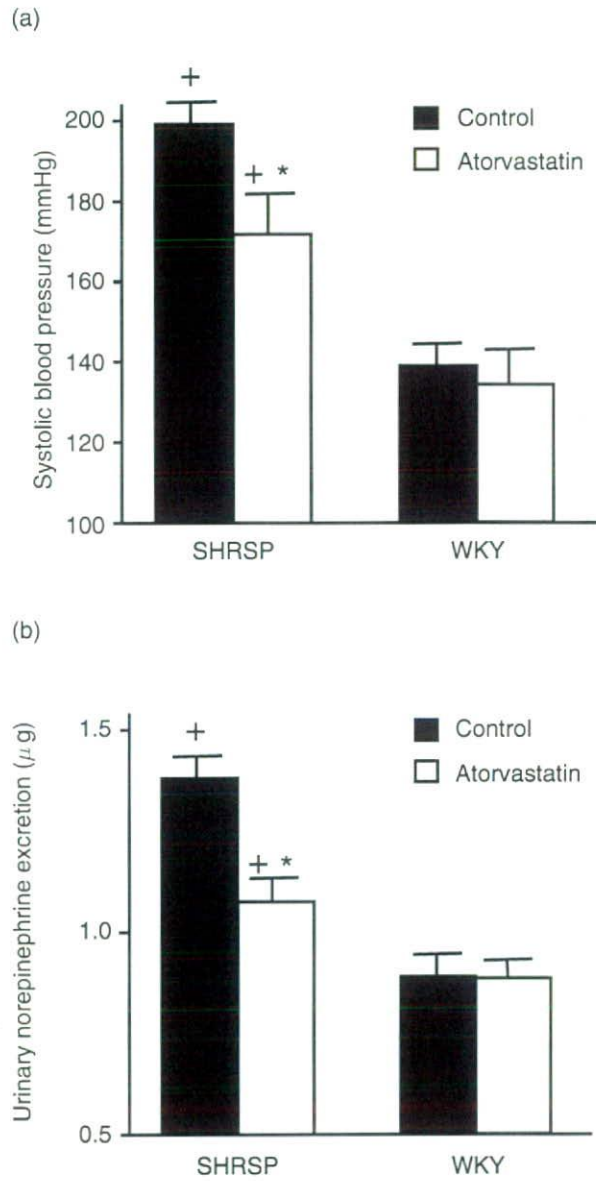 (a)
+
+ *
Control
Atorvastatin
Systolic blood pressure (mmHg)
200
180
160
140
120
100
SHRSP WKY
(b)
+
+ *
Control
Atorvastatin
Urinary norepinephrine excretion (μg)
1.5
1.0
0.5
SHRSP WKY